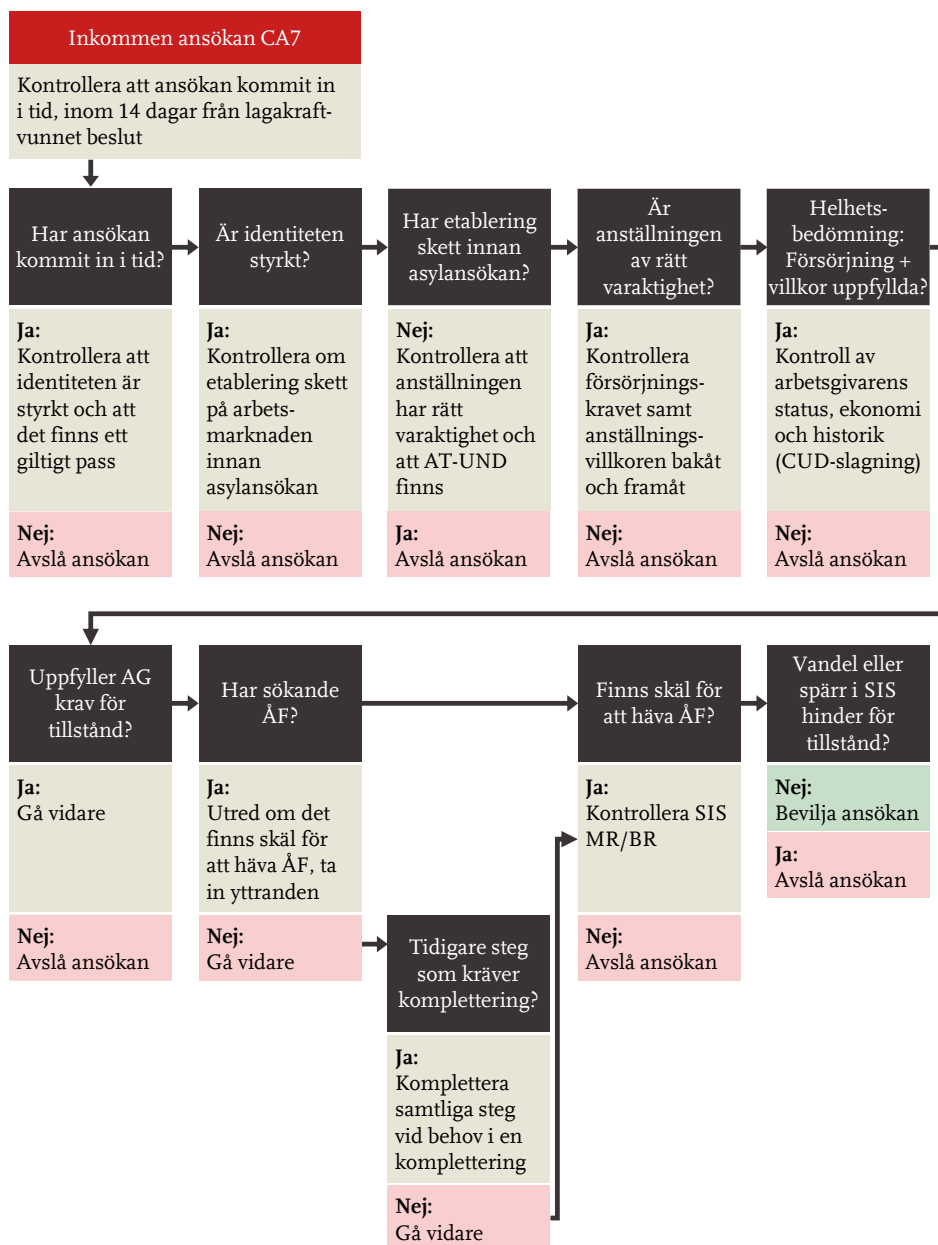 Inkommen ansökan CA7
Kontrollera att ansökan kommit in
i tid, inom 14 dagar från lagakraft-
vunnet beslut
Har ansökan
kommit in i tid?
Ja:
Kontrollera att
identiteten är
styrkt och att
det finns ett
giltigt pass
Nej:
Avslå ansökan
Är identiteten
styrkt?
Ja:
Kontrollera om
etablering skett
på arbets-
marknaden
innan
asylansökan
Nej:
Avslå ansökan
Har etablering
skett innan
asylansökan?
Nej:
Kontrollera att
anställningen
har rätt
varaktighet och
att AT-UND
finns
Ja:
Avslå ansökan
Är
anställningen
av rätt
varaktighet?
Ja:
Kontrollera
försörjnings-
kravet samt
anställnings-
villkoren bakåt
och framåt
Nej:
Avslå ansökan
Helhets-
bedömning:
Försörjning +
villkor uppfyllda?
Ja:
Kontroll av
arbetsgivarens
status, ekonomi
och historik
(CUD-slagning)
Nej:
Avslå ansökan
Uppfyller AG
krav för
tillstånd?
Ja:
Gå vidare
Nej:
Avslå ansökan
Har sökande
ÅF?
Ja:
Utred om det
finns skäl för
att häva ÅF, ta
in yttranden
Nej:
Gå vidare
Tidigare steg
som kräver
komplettering?
Ja:
Komplettera
samtliga steg
vid behov i en
komplettering
Nej:
Gå vidare
Finns skäl för
att häva ÅF?
Ja:
Kontrollera SIS
MR/BR
Nej:
Avslå ansökan
Vandel eller
spärr i SIS
hinder för
tillstånd?
Nej:
Bevilja ansökan
Ja:
Avslå ansökan